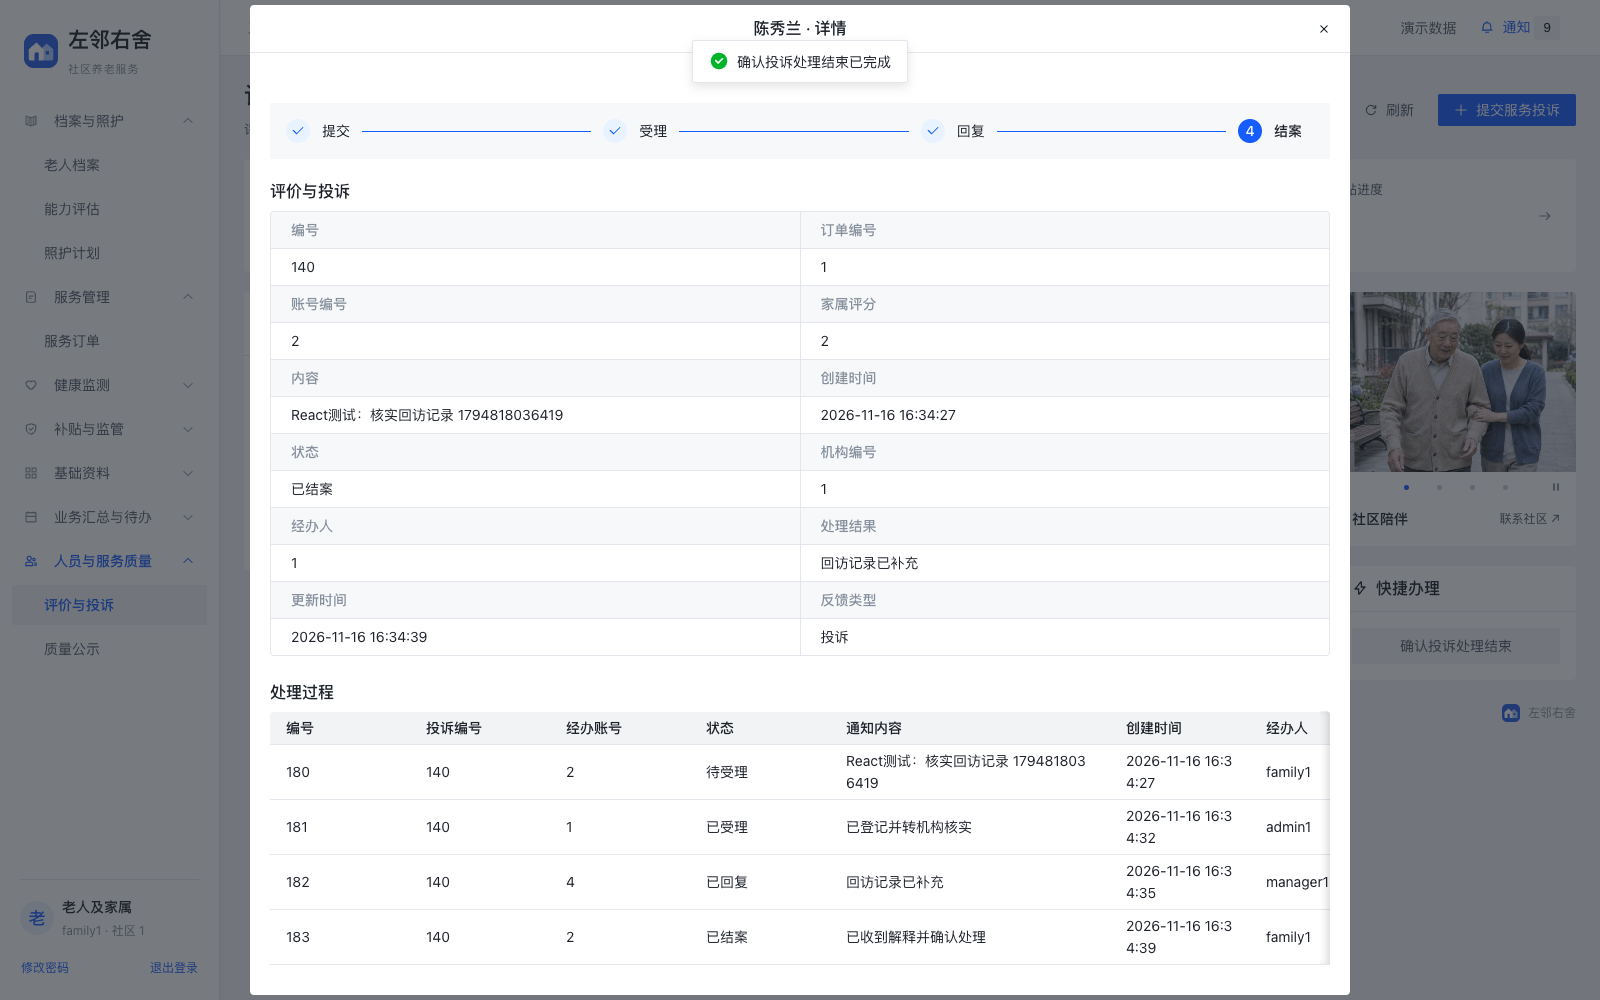 左邻右舍
社区养老服务
档案与照护
老人档案
能力评估
照护计划
服务管理
服务订单
健康监测
补贴与监管
基础资料
业务汇总与待办
人员与服务质量
评价与投诉
质量公示
老
老人及家属
family1 · 社区 1
修改密码
退出登录
演示数据
通知
9
刷新
提交服务投诉
进度
社区陪伴
联系社区
快捷办理
确认投诉处理结束
左邻右舍
陈秀兰 · 详情
确认投诉处理结束已完成
提交
受理
回复
4
结案
评价与投诉
编号
订单编号
140
1
账号编号
家属评分
2
2
内容
创建时间
React测试：核实回访记录 1794818036419
2026-11-16 16:34:27
状态
机构编号
已结案
1
经办人
处理结果
1
回访记录已补充
更新时间
反馈类型
2026-11-16 16:34:39
投诉
处理过程
编号
投诉编号
经办账号
状态
通知内容
创建时间
经办人
180
140
2
待受理
React测试：核实回访记录 179481803
6419
2026-11-16 16:3
4:27
family1
181
140
1
已受理
已登记并转机构核实
2026-11-16 16:3
4:32
admin1
182
140
4
已回复
回访记录已补充
2026-11-16 16:3
4:35
manager1
183
140
2
已结案
已收到解释并确认处理
2026-11-16 16:3
4:39
family1